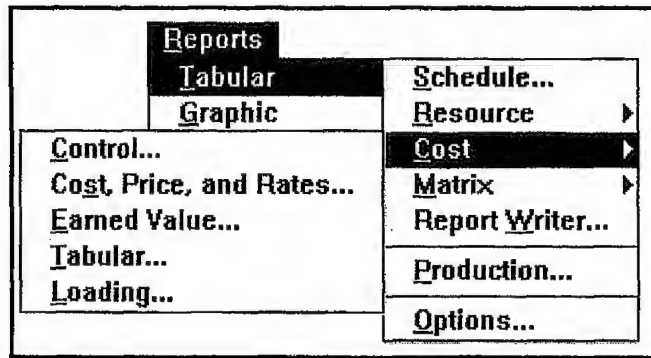 Reports
Tabular
Graphic
Schedule...
Resource
Cost
Matrix
Report Writer...
Production...
Options...
Control...
Cost, Price, and Rates...
Earned Value...
Tabular...
Loading...